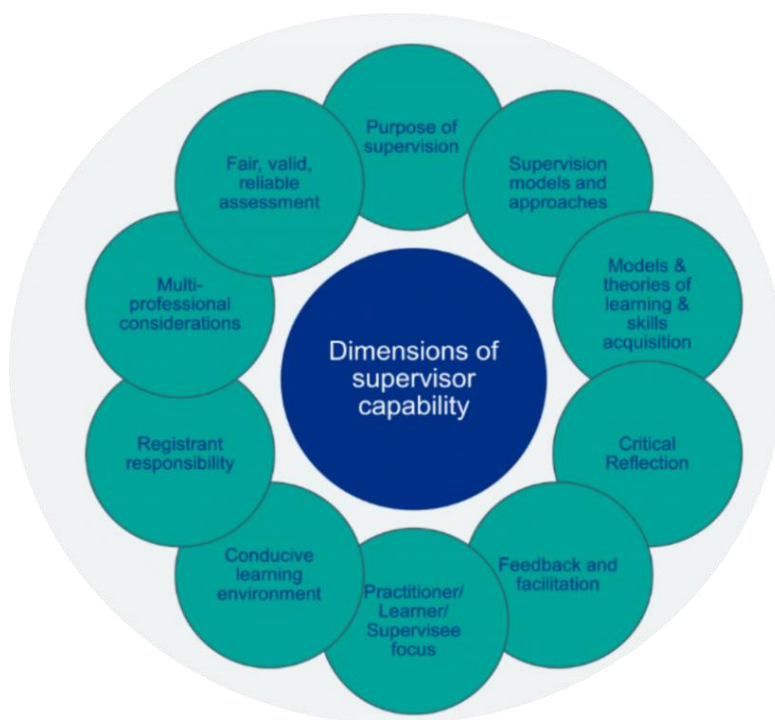 Purpose of
supervision
Supervision
models and
approaches
Models &
theories of
learning &
skills
acquisition
Critical
Reflection
Feedback and
facilitation
Practitioner/
Learner/
Supervisee
focus
Conducive
learning
environment
Registrant
responsibility
Multi-
professional
considerations
Fair, valid,
reliable
assessment
Dimensions of
supervisor
capability